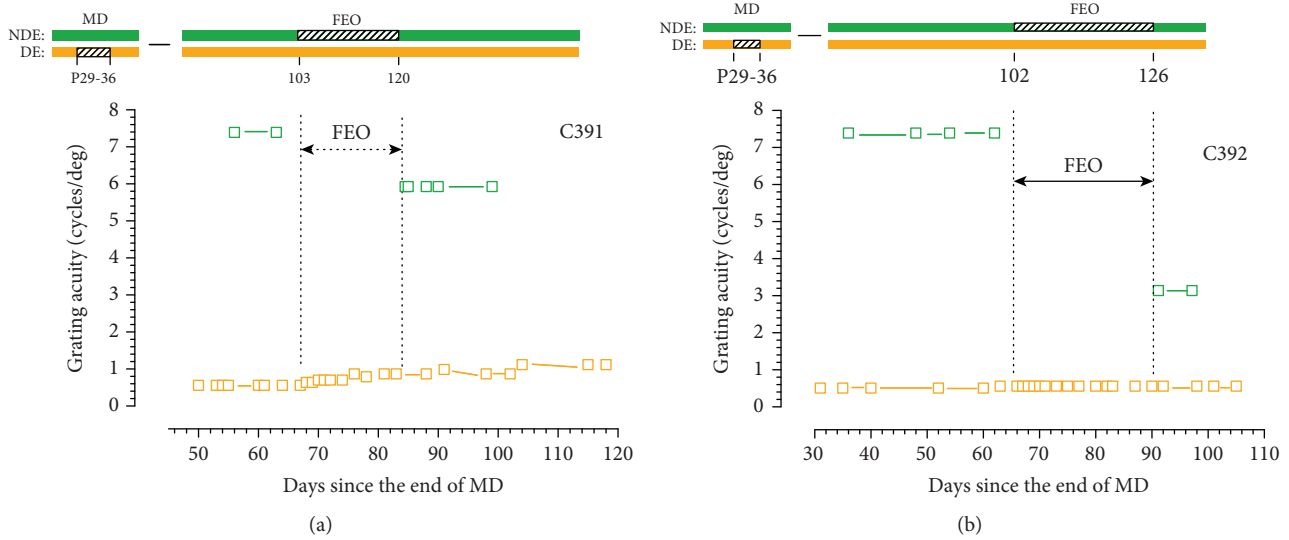 MD FEO
NDE:
DE:
P29-36 103 120
8
7
6
5
4
3
2
1
0
Grating acuity (cycles/deg)
FEO
C391
50 60 70 80 90 100 110 120
Days since the end of MD
(a)
MD FEO
NDE:
DE:
P29-36 102 126
8
7
6
5
4
3
2
1
0
Grating acuity (cycles/deg)
FEO
C392
30 40 50 60 70 80 90 100 110
Days since the end of MD
(b)